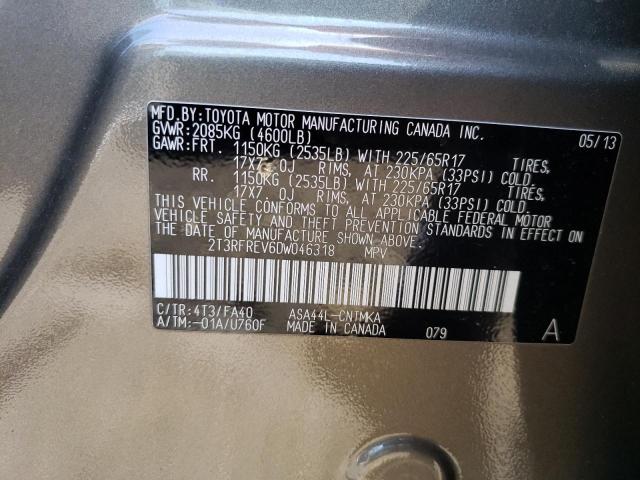 MFD.BY:TOYOTA MOTOR MANUFACTURING CANADA INC. 05/13
GVWR:2085KG (4600LB)
GAWR:FRT. 1150KG (2535LB) WITH 225/65R17 TIRES,
17X7.0J RIMS, AT 230KPA (33PSI) COLD
RR. 1150KG (2535LB) WITH 225/65R17 TIRES,
17X7.0J RIMS, AT 230KPA (33PSI) COLD
THIS VEHICLE CONFORMS TO ALL APPLICABLE FEDERAL MOTOR
VEHICLE SAFETY AND THEFT PREVENTION STANDARDS IN EFFECT ON
THE DATE OF MANUFACTURE SHOWN ABOVE.
2T3RFREV6DW046318 MPV
C/TR:4T3/FA40 ASA44L-CNTMKA
A/TM:-01A/U760F MADE IN CANADA 079 A